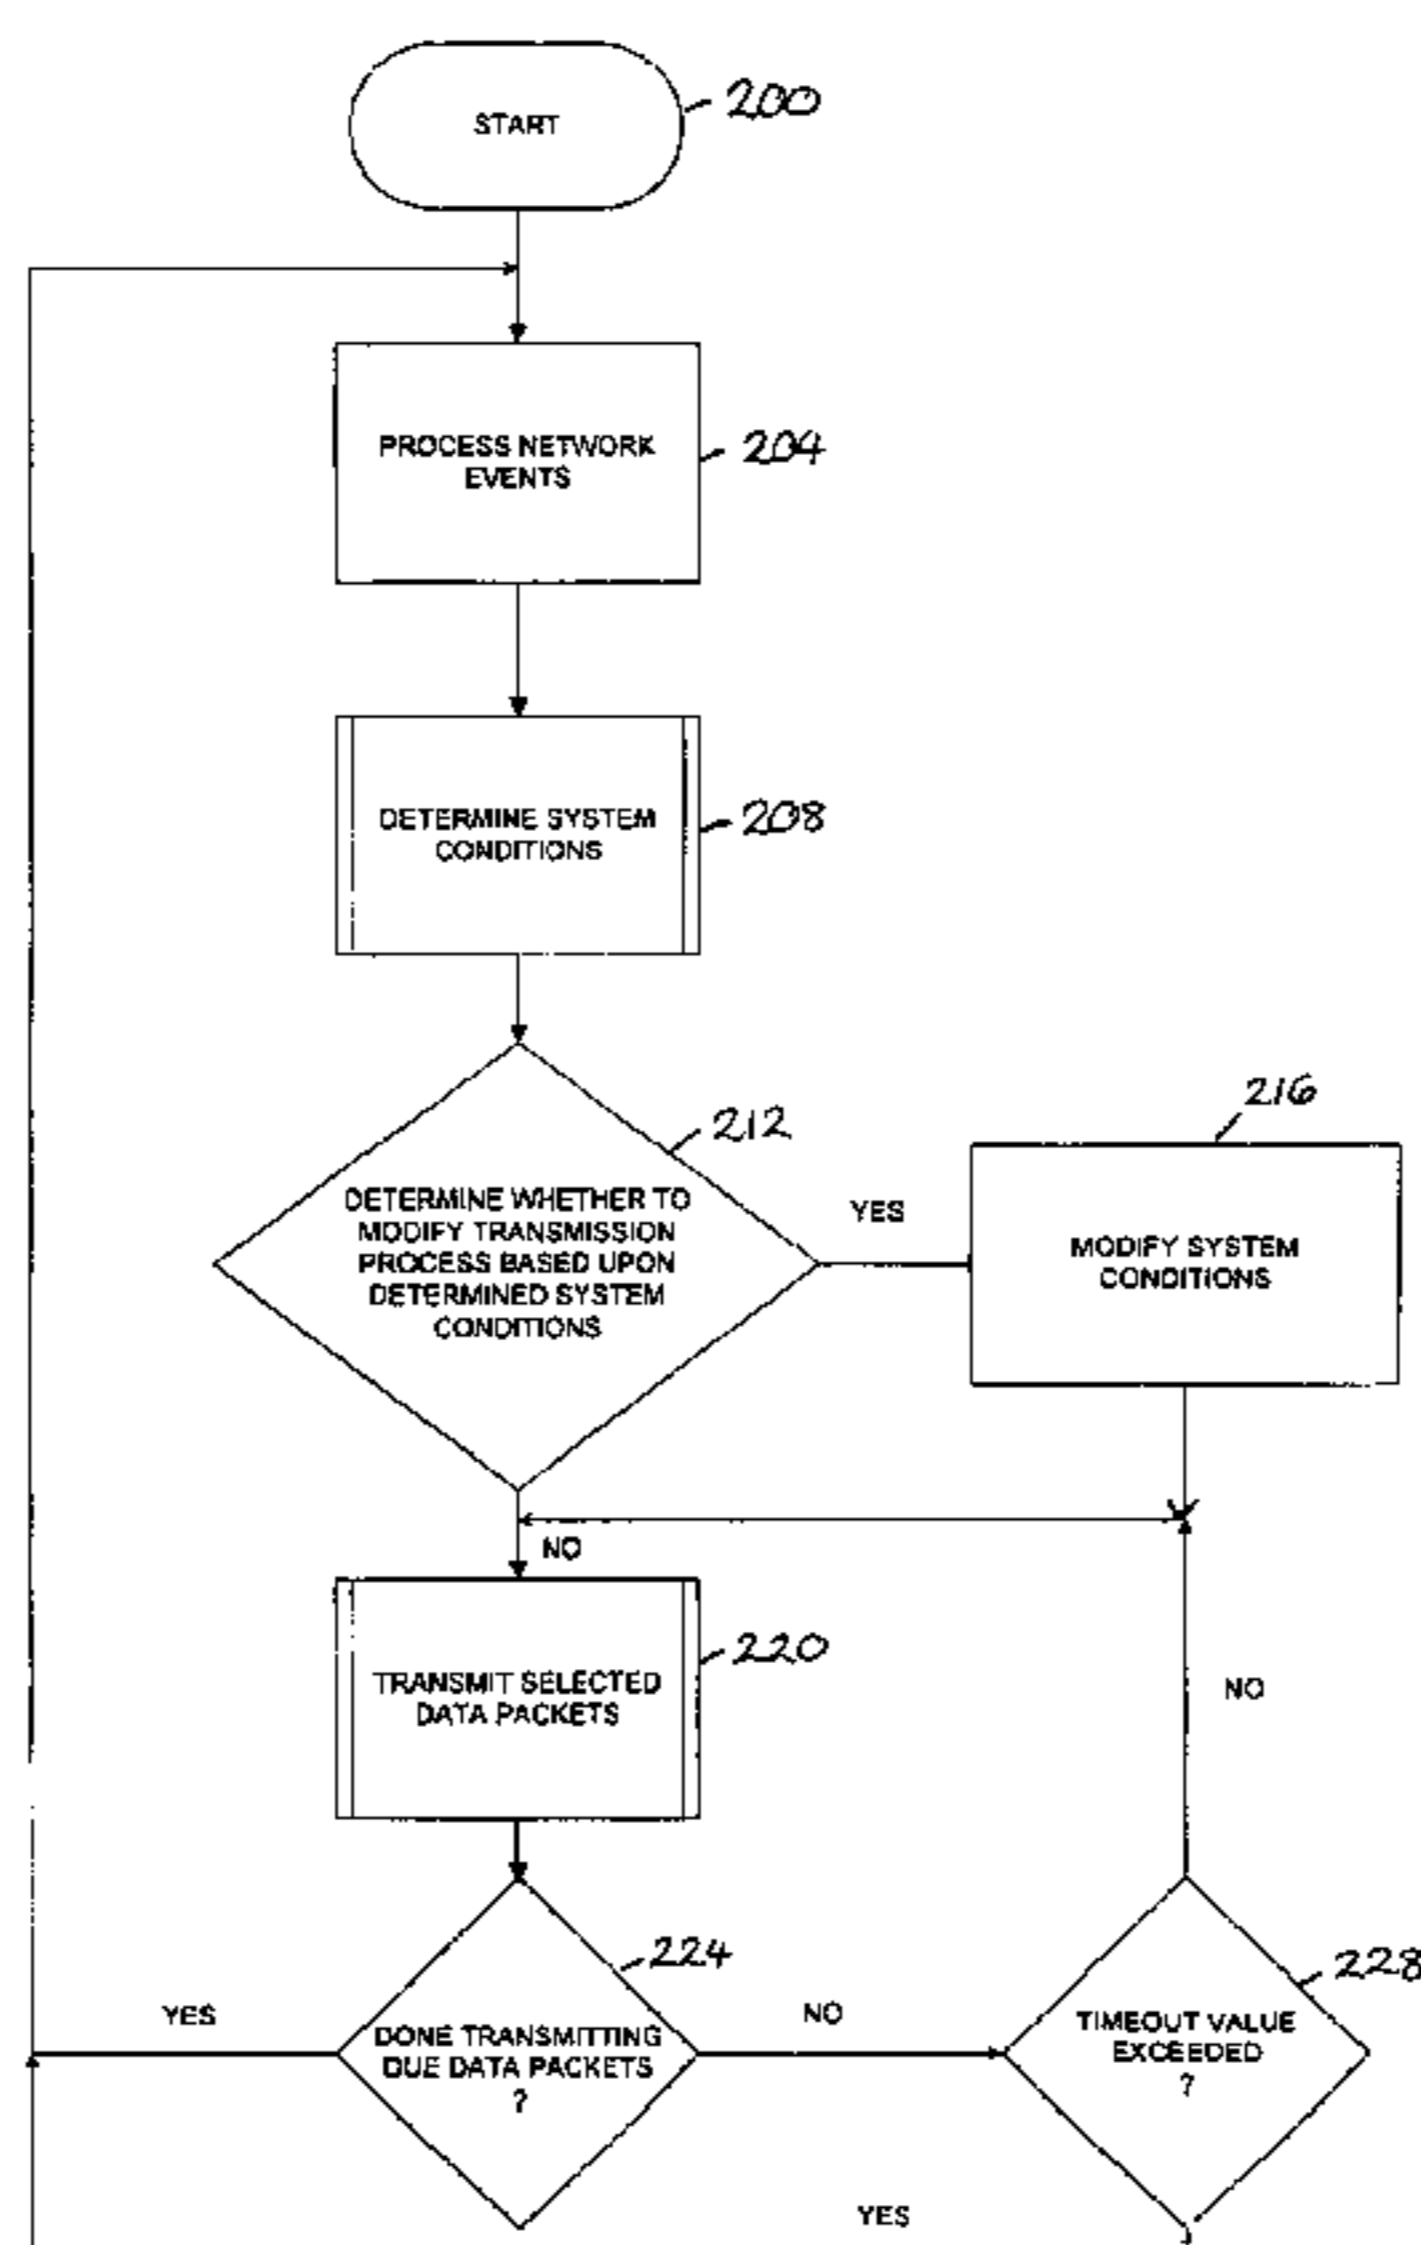 START
200
PROCESS NETWORK
EVENTS
204
DETERMINE SYSTEM
CONDITIONS
208
212
DETERMINE WHETHER TO
MODIFY TRANSMISSION
PROCESS BASED UPON
DETERMINED SYSTEM
CONDITIONS
YES
216
MODIFY SYSTEM
CONDITIONS
NO
TRANSMIT SELECTED
DATA PACKETS
220
NO
224
YES
DONE TRANSMITTING
DUE DATA PACKETS
?
NO
228
TIMEOUT VALUE
EXCEEDED
?
YES